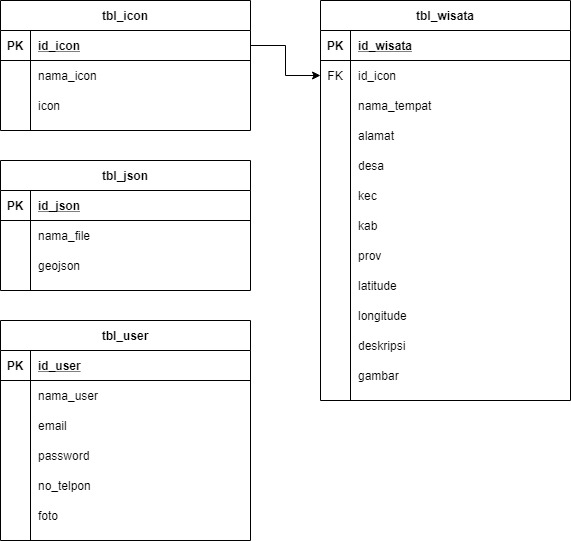 tbl_icon
PK id_icon
nama_icon
icon
tbl_json
PK id_json
nama_file
geojson
tbl_user
PK id_user
nama_user
email
password
no_telpon
foto
tbl_wisata
PK id_wisata
FK id_icon
nama_tempat
alamat
desa
kec
kab
prov
latitude
longitude
deskripsi
gambar